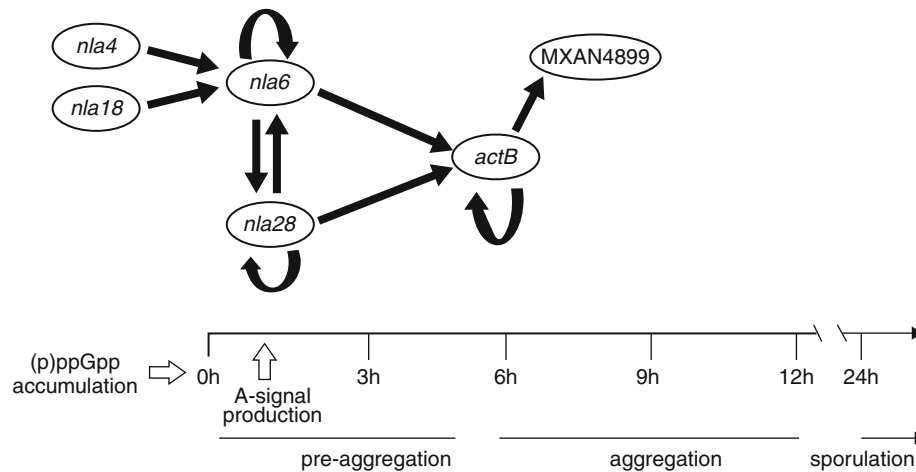 nla4
MXAN4899
nla6
nla18
actB
nla28
(p)ppGpp
accumulation
0h
3h
6h
9h
12h
24h
A-signal
production
pre-aggregation
aggregation
sporulation